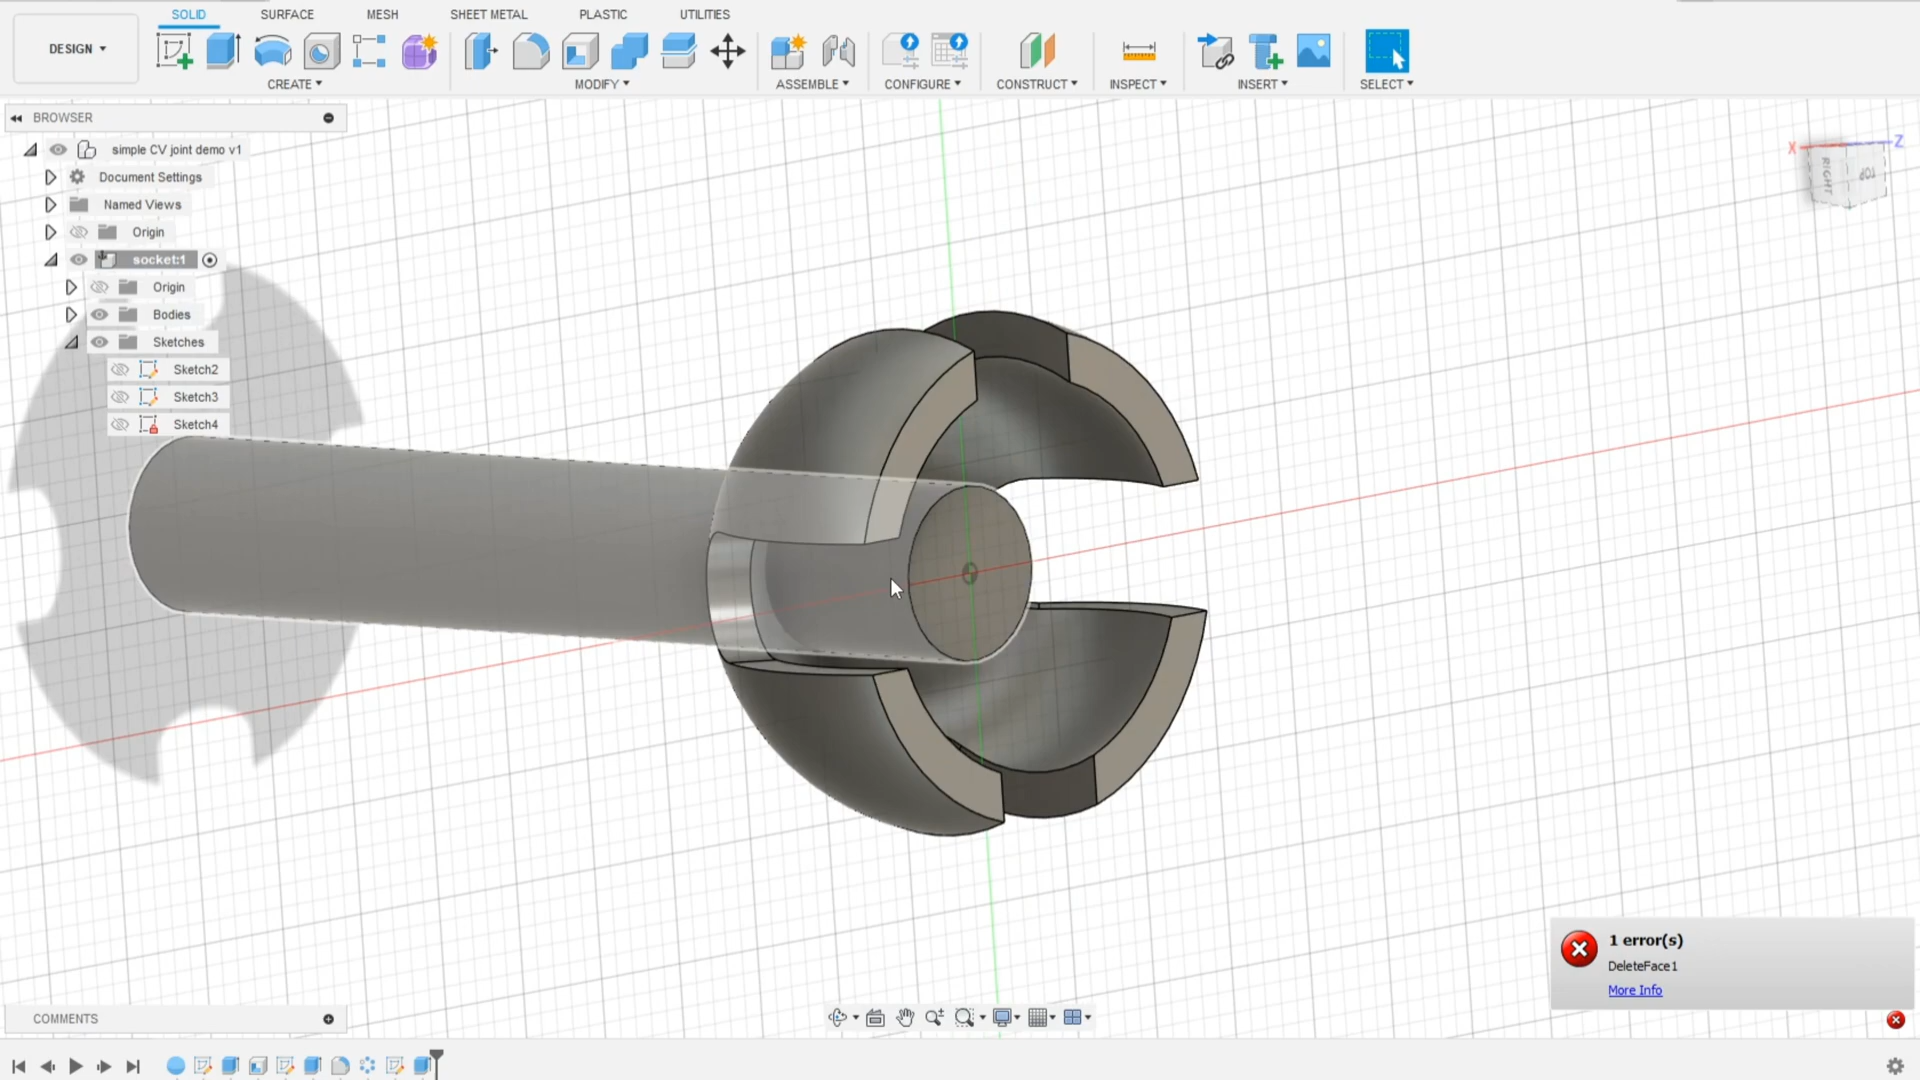 SOLID SURFACE MESH SHEET METAL PLASTIC UTILITIES
DESIGN
CREATE MODIFY ASSEMBLE CONFIGURE CONSTRUCT INSPECT INSERT SELECT
BROWSER
simple CV joint demo v1
Document Settings
Named Views
Origin
socket:1
Origin
Bodies
Sketches
Sketch2
Sketch3
Sketch4
X Z
RIGHT TOP
1 error(s)
DeleteFace1
More Info
COMMENTS